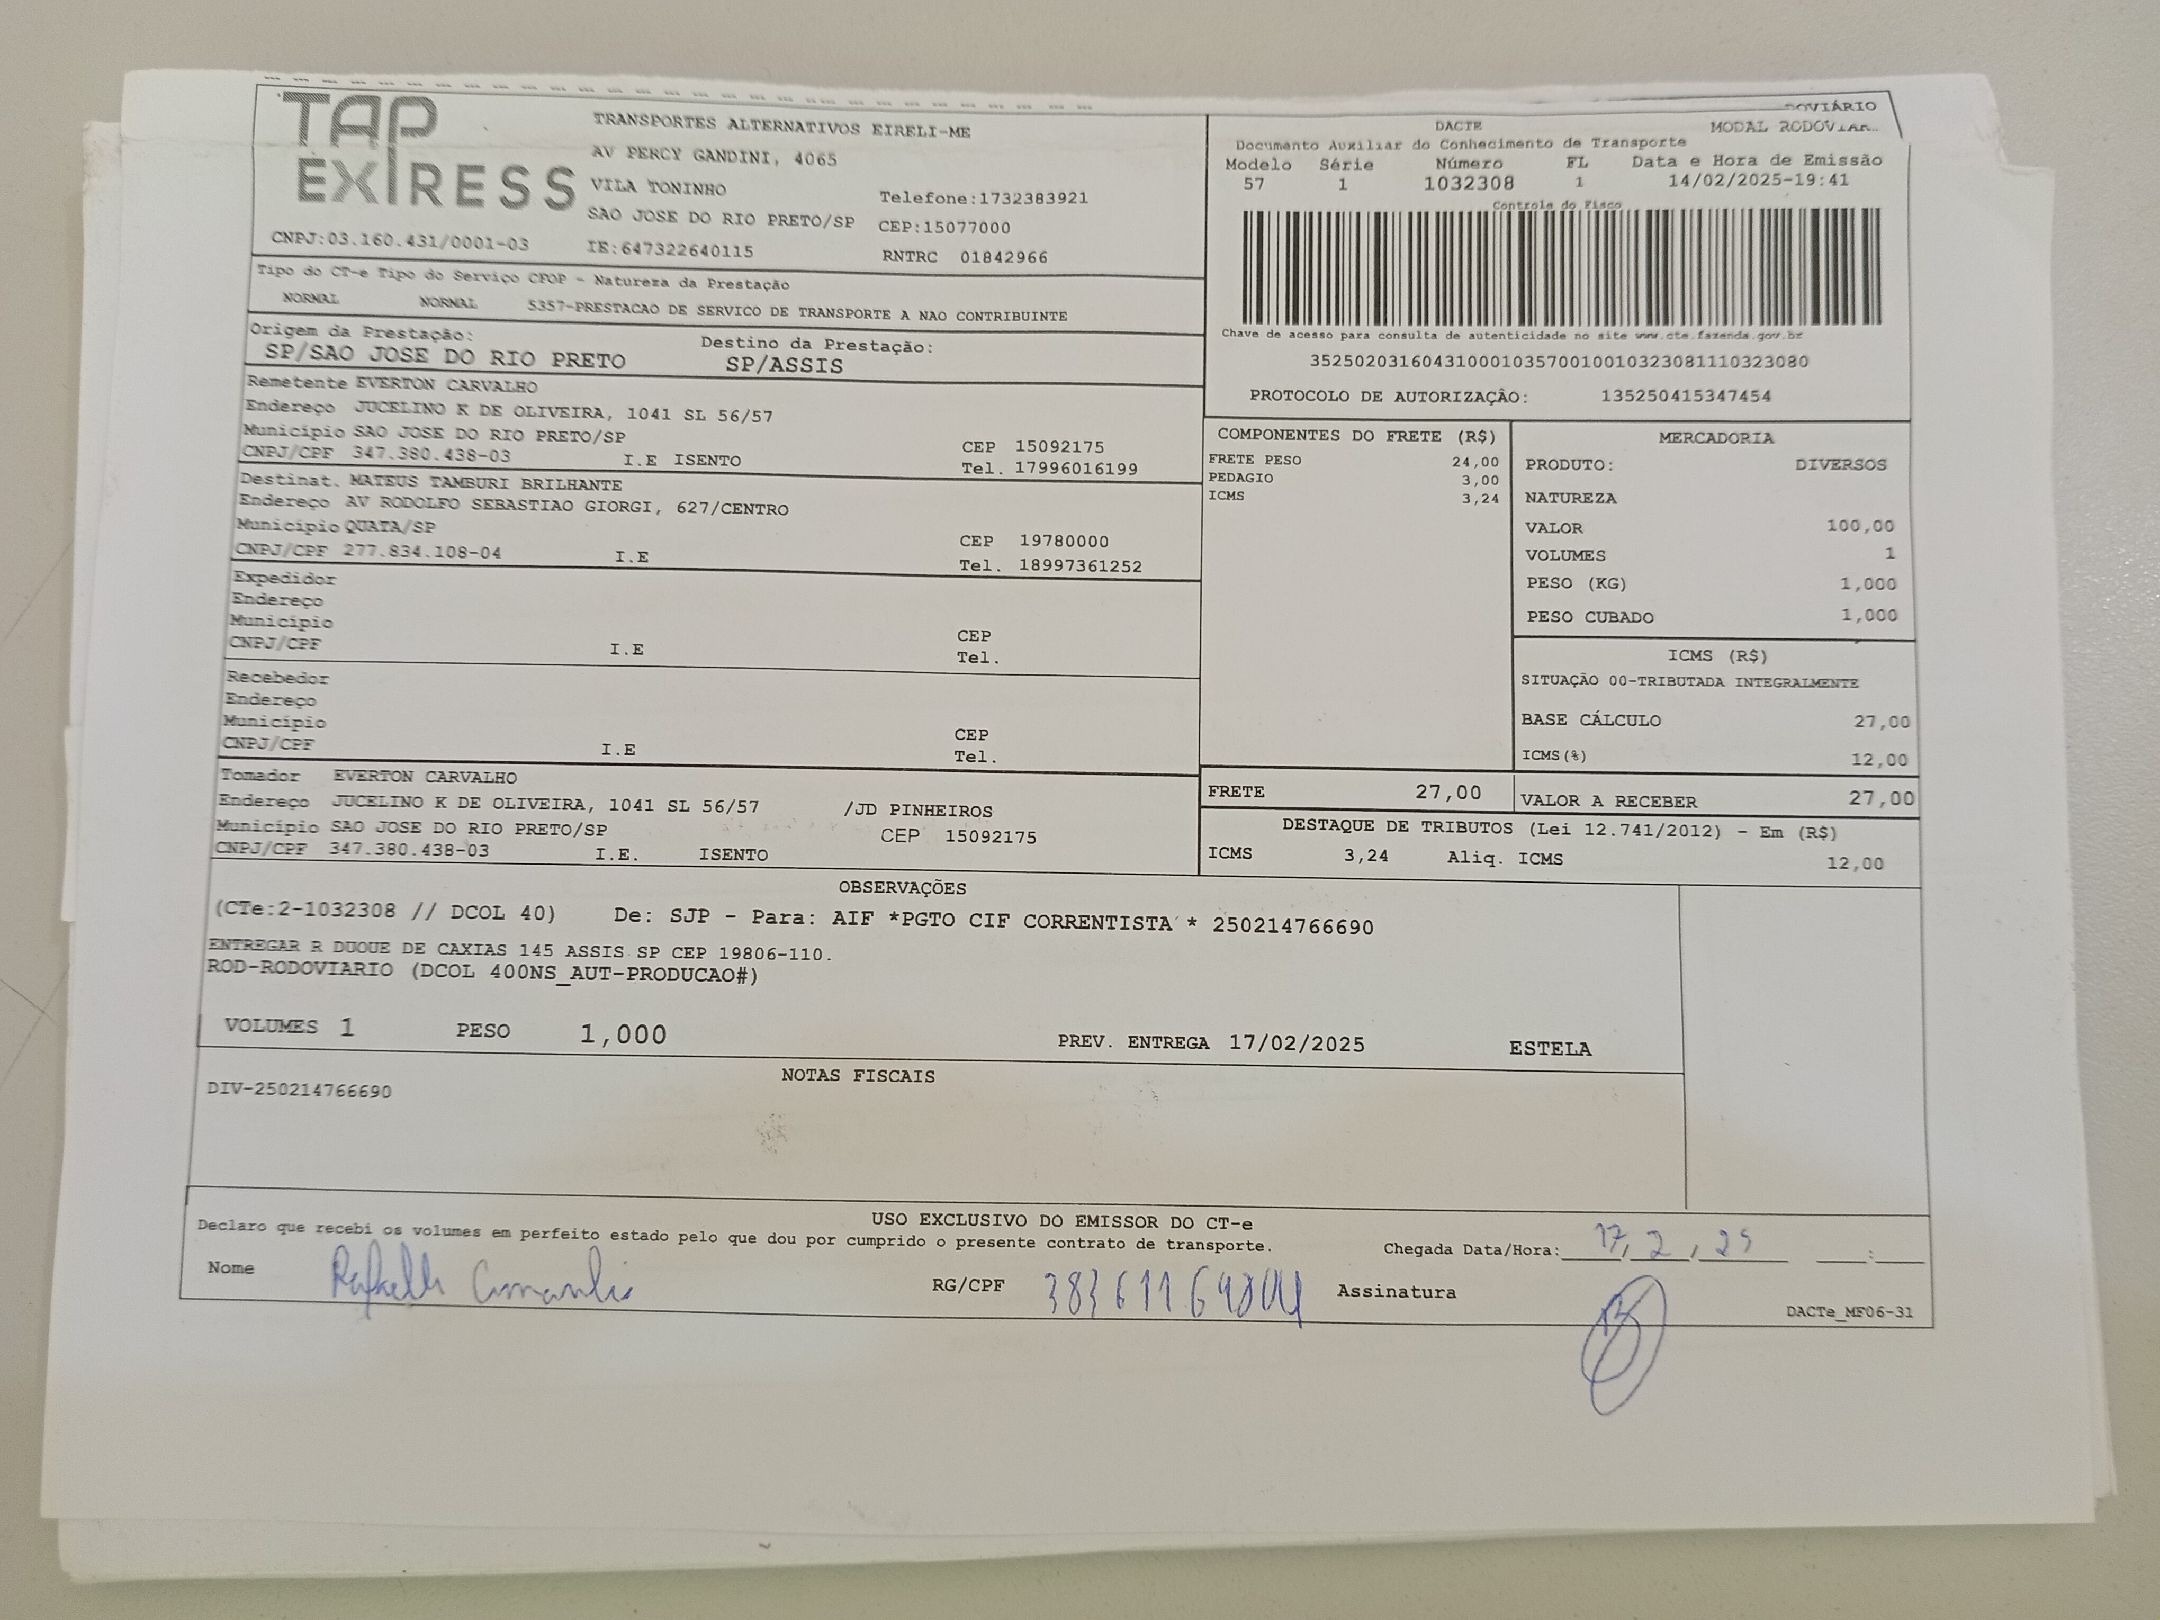 TAP
EXPRESS
TRANSPORTES ALTERNATIVOS EIRELI-ME
AV PERCY GANDINI, 4065
VILA TONINHO
Telefone:1732383921
SAO JOSE DO RIO PRETO/SP CEP:15077000
CNPJ:03.160.431/0001-03 IE:647322640115 RNTRC 01842966
DACTE MODAL RODOVIÁRIO
Documento Auxiliar do Conhecimento de Transporte
Modelo Série Número FL Data e Hora de Emissão
57 1 1032308 1 14/02/2025-19:41
Controle do Fisco
Chave de acesso para consulta de autenticidade no site www.cte.fazenda.gov.br
35250203160431000103570010010323081110323080
PROTOCOLO DE AUTORIZAÇÃO: 135250415347454
Tipo do CT-e Tipo do Serviço CFOP - Natureza da Prestação
NORMAL NORMAL 5357-PRESTACAO DE SERVICO DE TRANSPORTE A NAO CONTRIBUINTE
Origem da Prestação: Destino da Prestação:
SP/SAO JOSE DO RIO PRETO SP/ASSIS
Remetente EVERTON CARVALHO
Endereço JUCELINO K DE OLIVEIRA, 1041 SL 56/57
Município SAO JOSE DO RIO PRETO/SP CEP 15092175
CNPJ/CPF 347.380.438-03 I.E ISENTO Tel. 17996016199
Destinat. MATEUS TAMBURI BRILHANTE
Endereço AV RODOLFO SEBASTIAO GIORGI, 627/CENTRO
Município QUATA/SP CEP 19780000
CNPJ/CPF 277.834.108-04 I.E Tel. 18997361252
Expedidor
Endereço
Município CEP
CNPJ/CPF I.E Tel.
Recebedor
Endereço
Município CEP
CNPJ/CPF I.E Tel.
Tomador EVERTON CARVALHO
Endereço JUCELINO K DE OLIVEIRA, 1041 SL 56/57 /JD PINHEIROS
Município SAO JOSE DO RIO PRETO/SP CEP 15092175
CNPJ/CPF 347.380.438-03 I.E. ISENTO
COMPONENTES DO FRETE (R$)
FRETE PESO 24,00
PEDAGIO 3,00
ICMS 3,24
MERCADORIA
PRODUTO: DIVERSOS
NATUREZA
VALOR 100,00
VOLUMES 1
PESO (KG) 1,000
PESO CUBADO 1,000
ICMS (R$)
SITUAÇÃO 00-TRIBUTADA INTEGRALMENTE
BASE CÁLCULO 27,00
ICMS(%) 12,00
FRETE 27,00 VALOR A RECEBER 27,00
DESTAQUE DE TRIBUTOS (Lei 12.741/2012) - Em (R$)
ICMS 3,24 Aliq. ICMS 12,00
OBSERVAÇÕES
(CTe:2-1032308 // DCOL 40) De: SJP - Para: AIF *PGTO CIF CORRENTISTA * 250214766690
ENTREGAR R DUQUE DE CAXIAS 145 ASSIS SP CEP 19806-110.
ROD-RODOVIARIO (DCOL 400NS_AUT-PRODUCAO#)
VOLUMES 1 PESO 1,000 PREV. ENTREGA 17/02/2025 ESTELA
NOTAS FISCAIS
DIV-250214766690
USO EXCLUSIVO DO EMISSOR DO CT-e
Declaro que recebi os volumes em perfeito estado pelo que dou por cumprido o presente contrato de transporte.
Chegada Data/Hora: 17, 2, 25 :
Nome RG/CPF Assinatura
DACTe_MF06-31